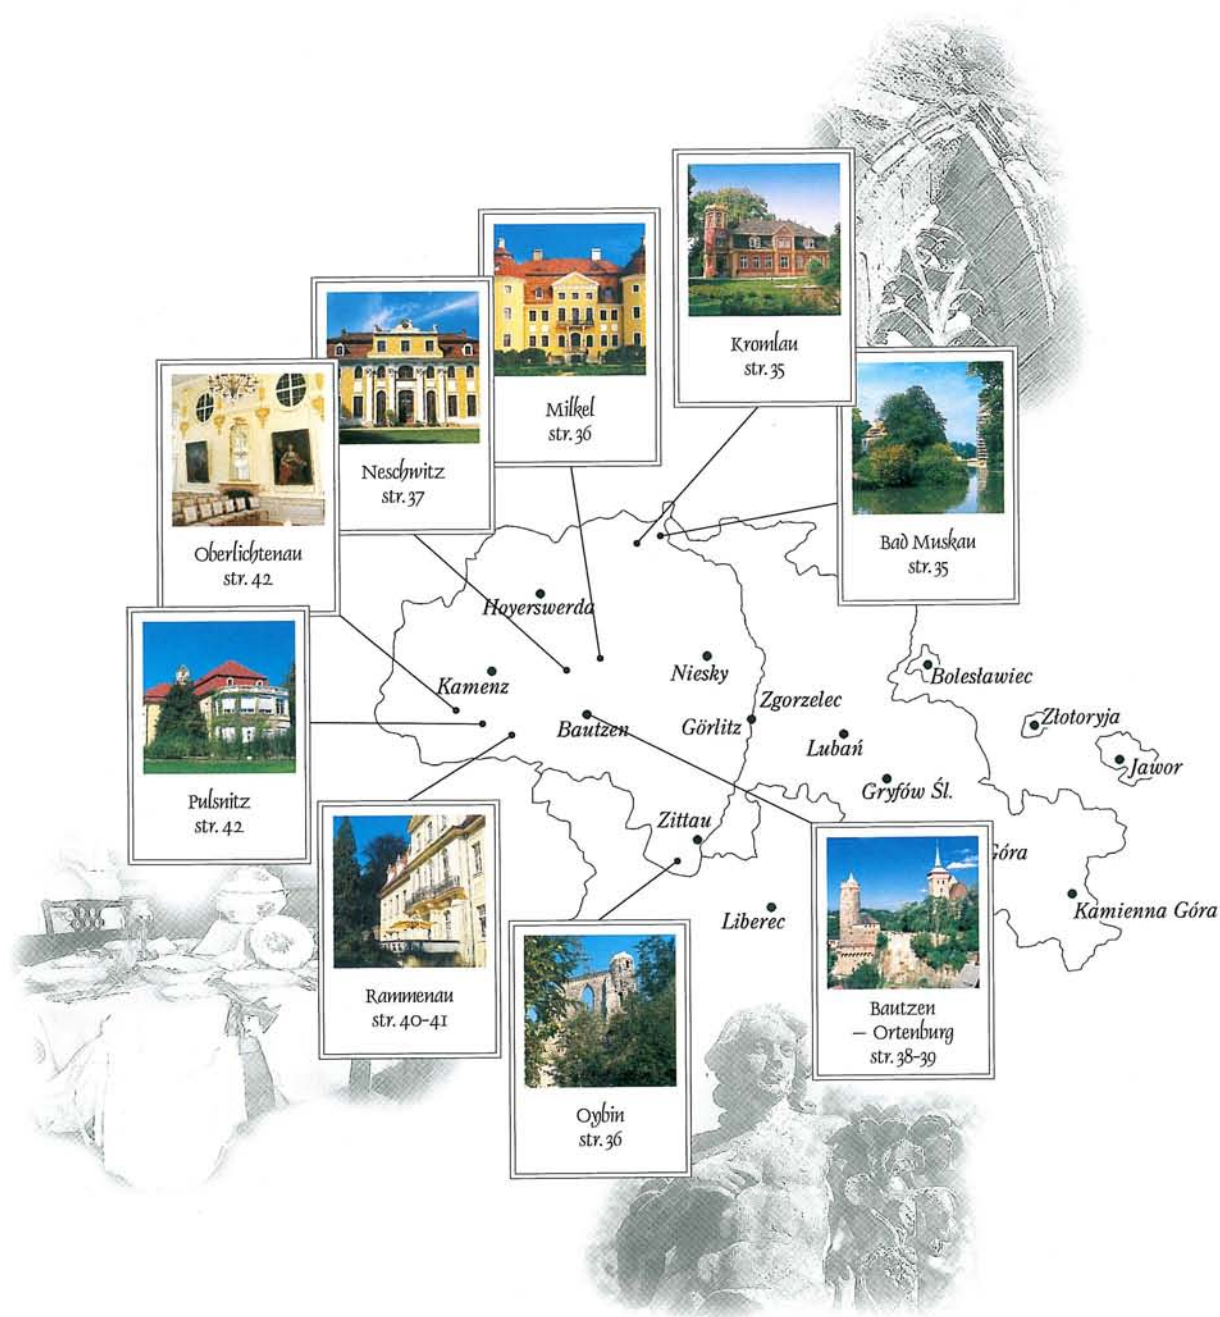 Kromlau
str. 35
Milkel
str. 36
Neschwitz
str. 37
Oberlichtenau
str. 42
Bad Muskau
str. 35
Pulsnitz
str. 42
Rammenau
str. 40-41
Oybin
str. 36
Bautzen
– Ortenburg
str. 38-39
Hoyerswerda
Kamenz
Niesky
Bautzen
Görlitz
Zgorzelec
Bolesławiec
Złotoryja
Lubań
Jawor
Gryfów Śl.
Zittau
Góra
Kamienna Góra
Liberec